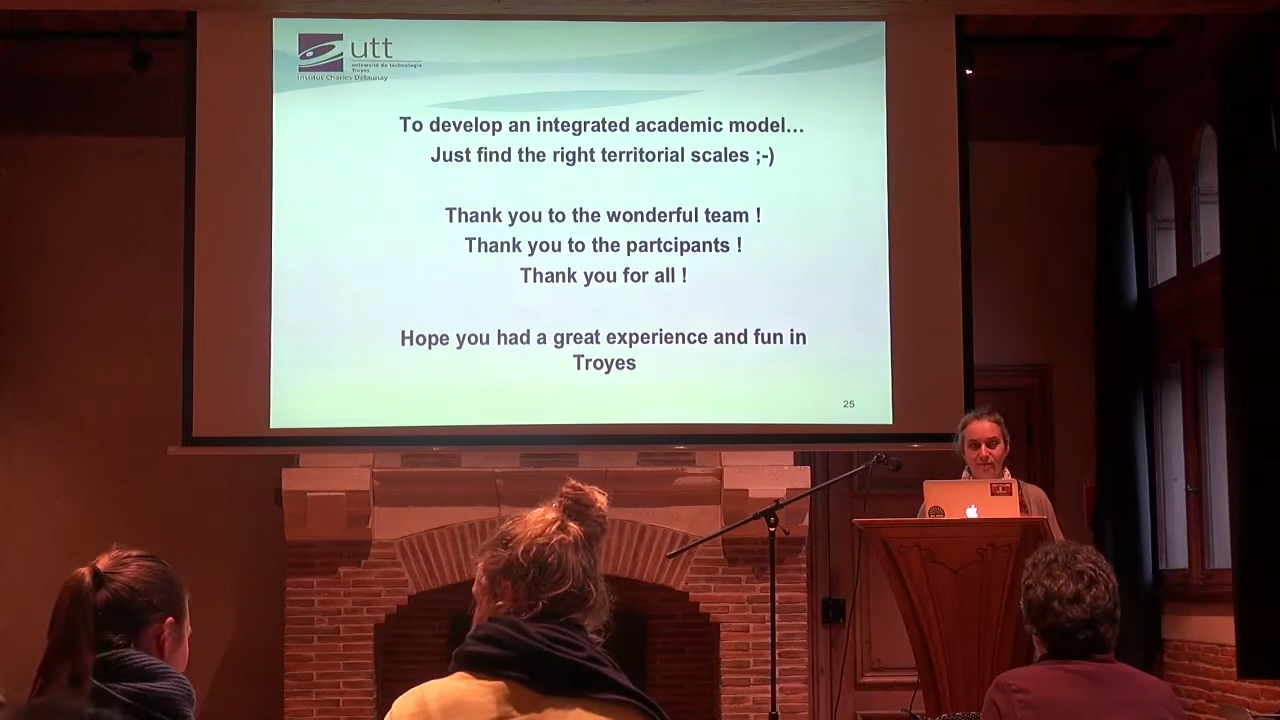 utt
université de technologie
Troyes
Institut Charles Delaunay
To develop an integrated academic model...
Just find the right territorial scales ;-)
Thank you to the wonderful team !
Thank you to the partcipants !
Thank you for all !
Hope you had a great experience and fun in
Troyes
25